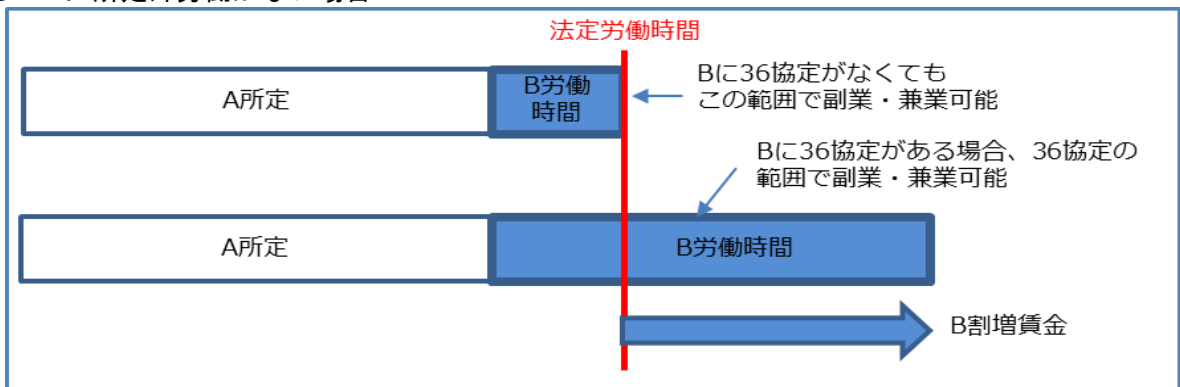 法定労働時間
A所定
B労働
時間
Bに36協定がなくても
この範囲で副業・兼業可能
Bに36協定がある場合、36協定の
範囲で副業・兼業可能
A所定
B労働時間
B割増賃金